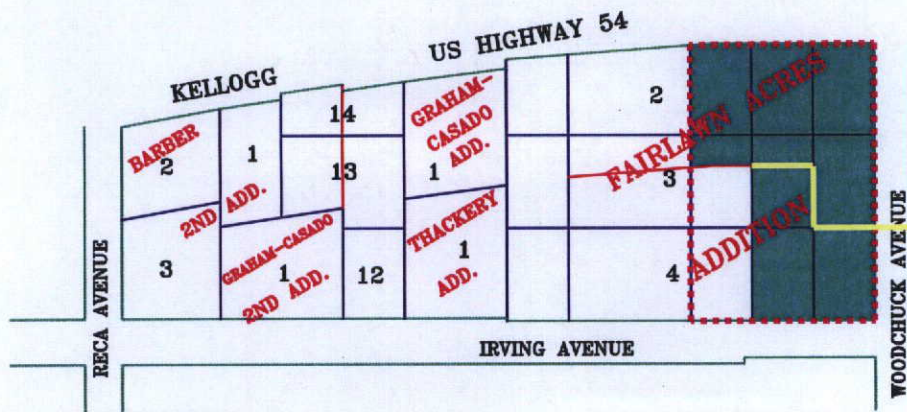 US HIGHWAY 54
KELLOGG
BARBER
2
1
2ND ADD.
14
13
GRAHAM-
CASADO
ADD.
1
2
FAIRLAWN ACRES
3
ADDITION
3
GRAHAM-CASADO
1
2ND ADD.
12
THACKERY
1
ADD.
4
RECA AVENUE
IRVING AVENUE
WOODCHUCK AVENUE